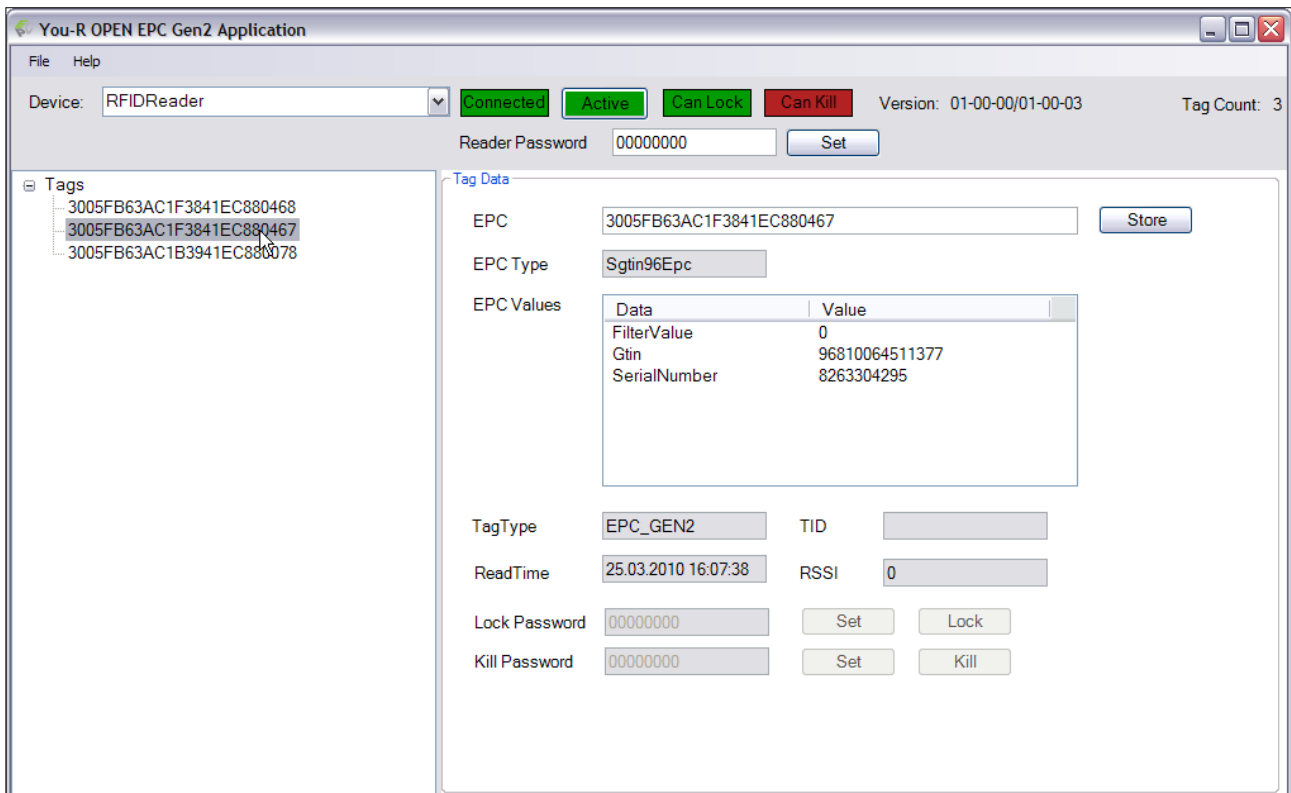 You-R OPEN EPC Gen2 Application
File Help
Device: RFIDReader Connected Active Can Lock Can Kill Version: 01-00-00/01-00-03 Tag Count: 3
Reader Password 00000000 Set
Tags
3005FB63AC1F3841EC880468
3005FB63AC1F3841EC880467
3005FB63AC1B3941EC880078
Tag Data
EPC 3005FB63AC1F3841EC880467 Store
EPC Type Sgtin96Epc
EPC Values Data Value
FilterValue 0
Gtin 96810064511377
SerialNumber 8263304295
TagType EPC_GEN2 TID
ReadTime 25.03.2010 16:07:38 RSSI 0
Lock Password 00000000 Set Lock
Kill Password 00000000 Set Kill